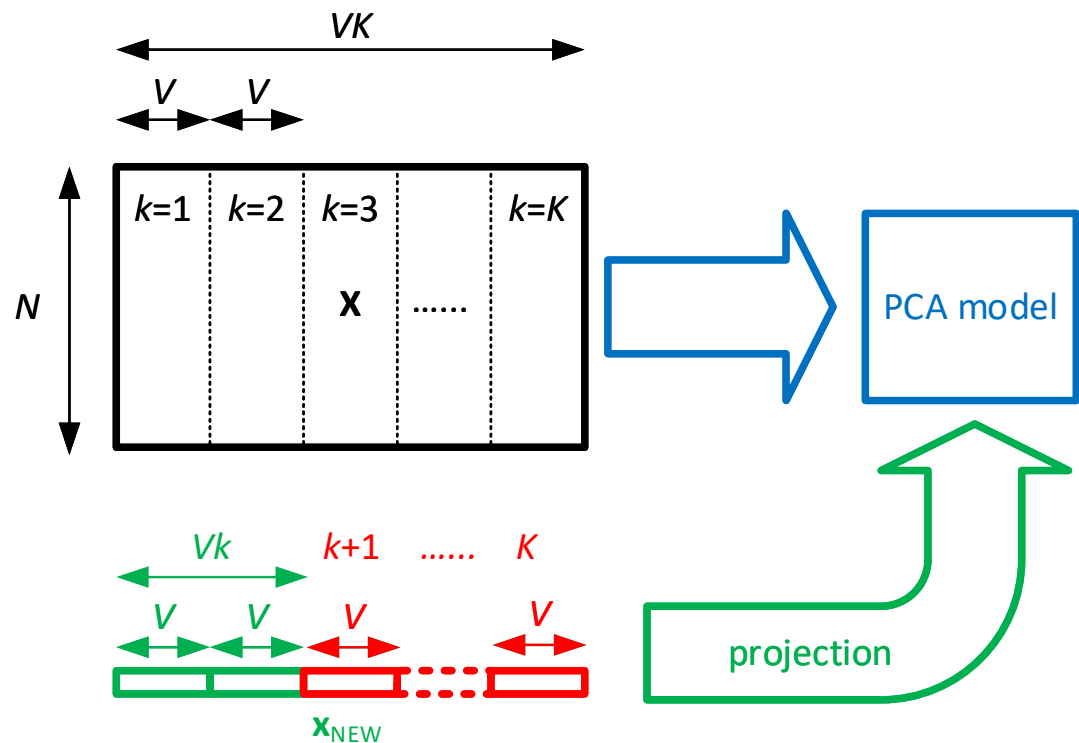 VK
V V
k=1 k=2 k=3 k=K
N X ...... PCA model
Vk k+1 ...... K
V V V V
projection
xNEW